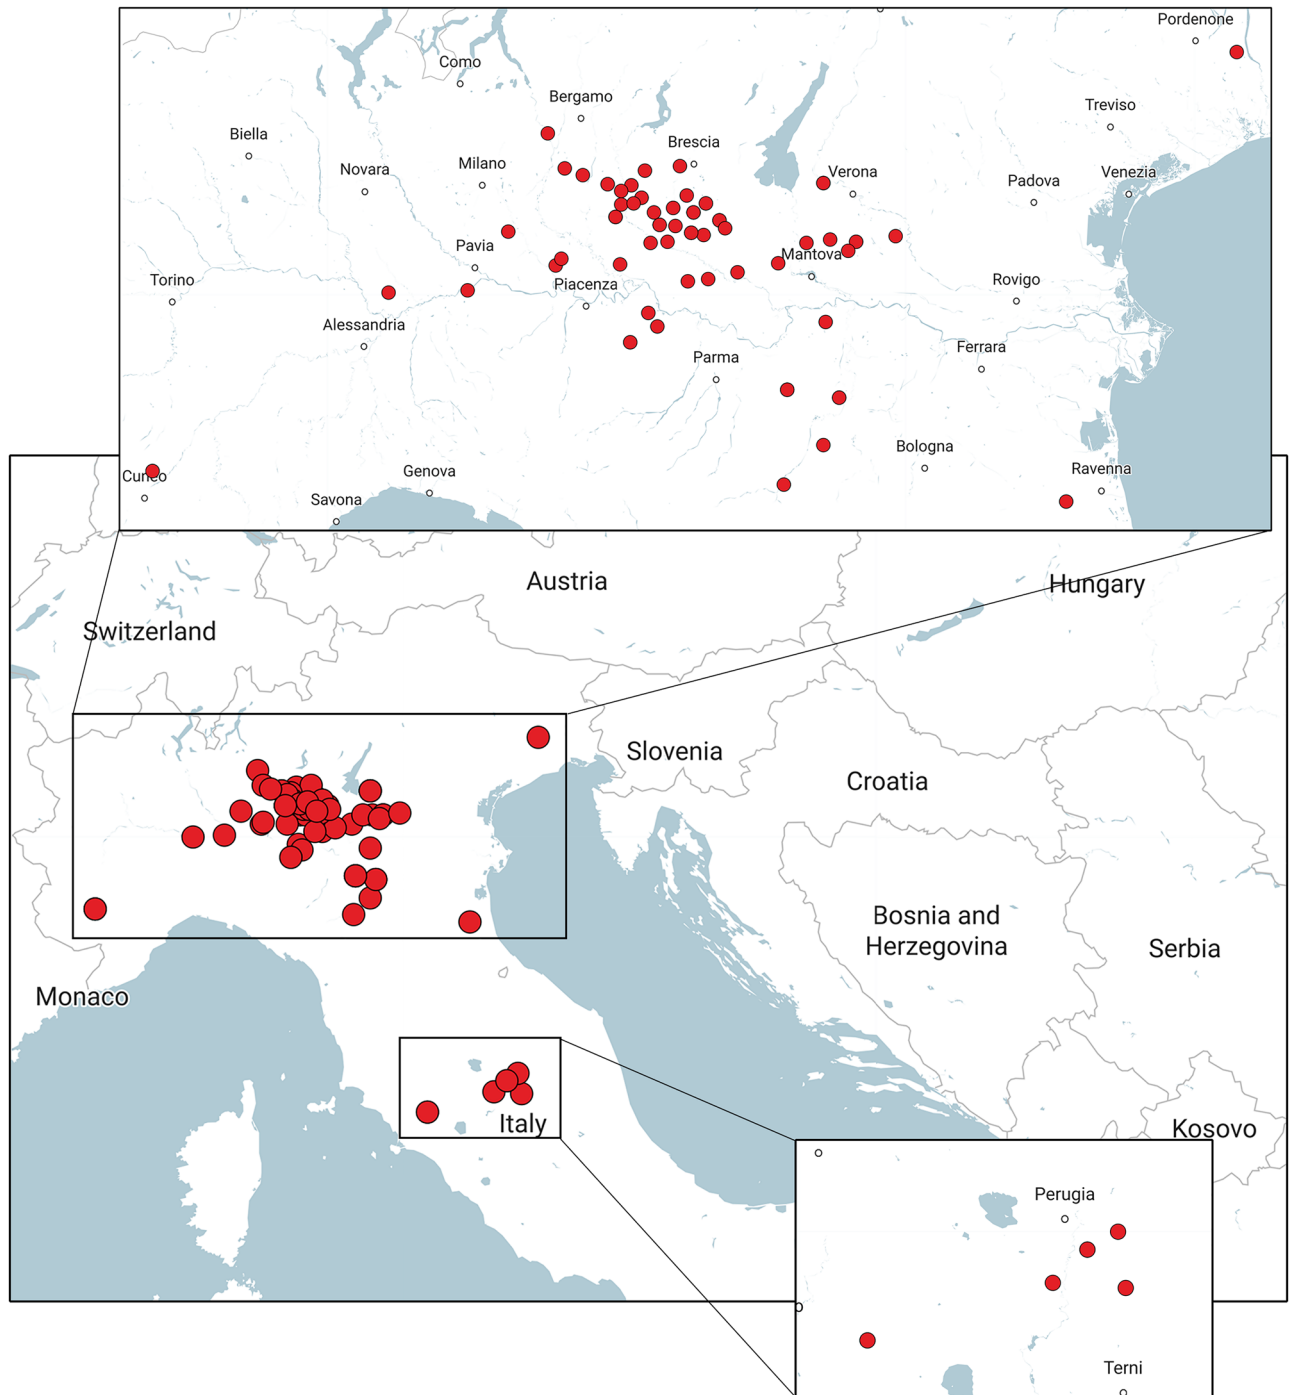 Pordenone
Como
Bergamo
Treviso
Biella
Brescia
Novara
Milano
Verona
Padova
Venezia
Pavia
Mantova
Torino
Piacenza
Rovigo
Alessandria
Ferrara
Parma
Bologna
Cuneo
Genova
Ravenna
Savona
Austria
Hungary
Switzerland
Slovenia
Croatia
Bosnia and
Herzegovina
Serbia
Monaco
Italy
Kosovo
Perugia
Terni